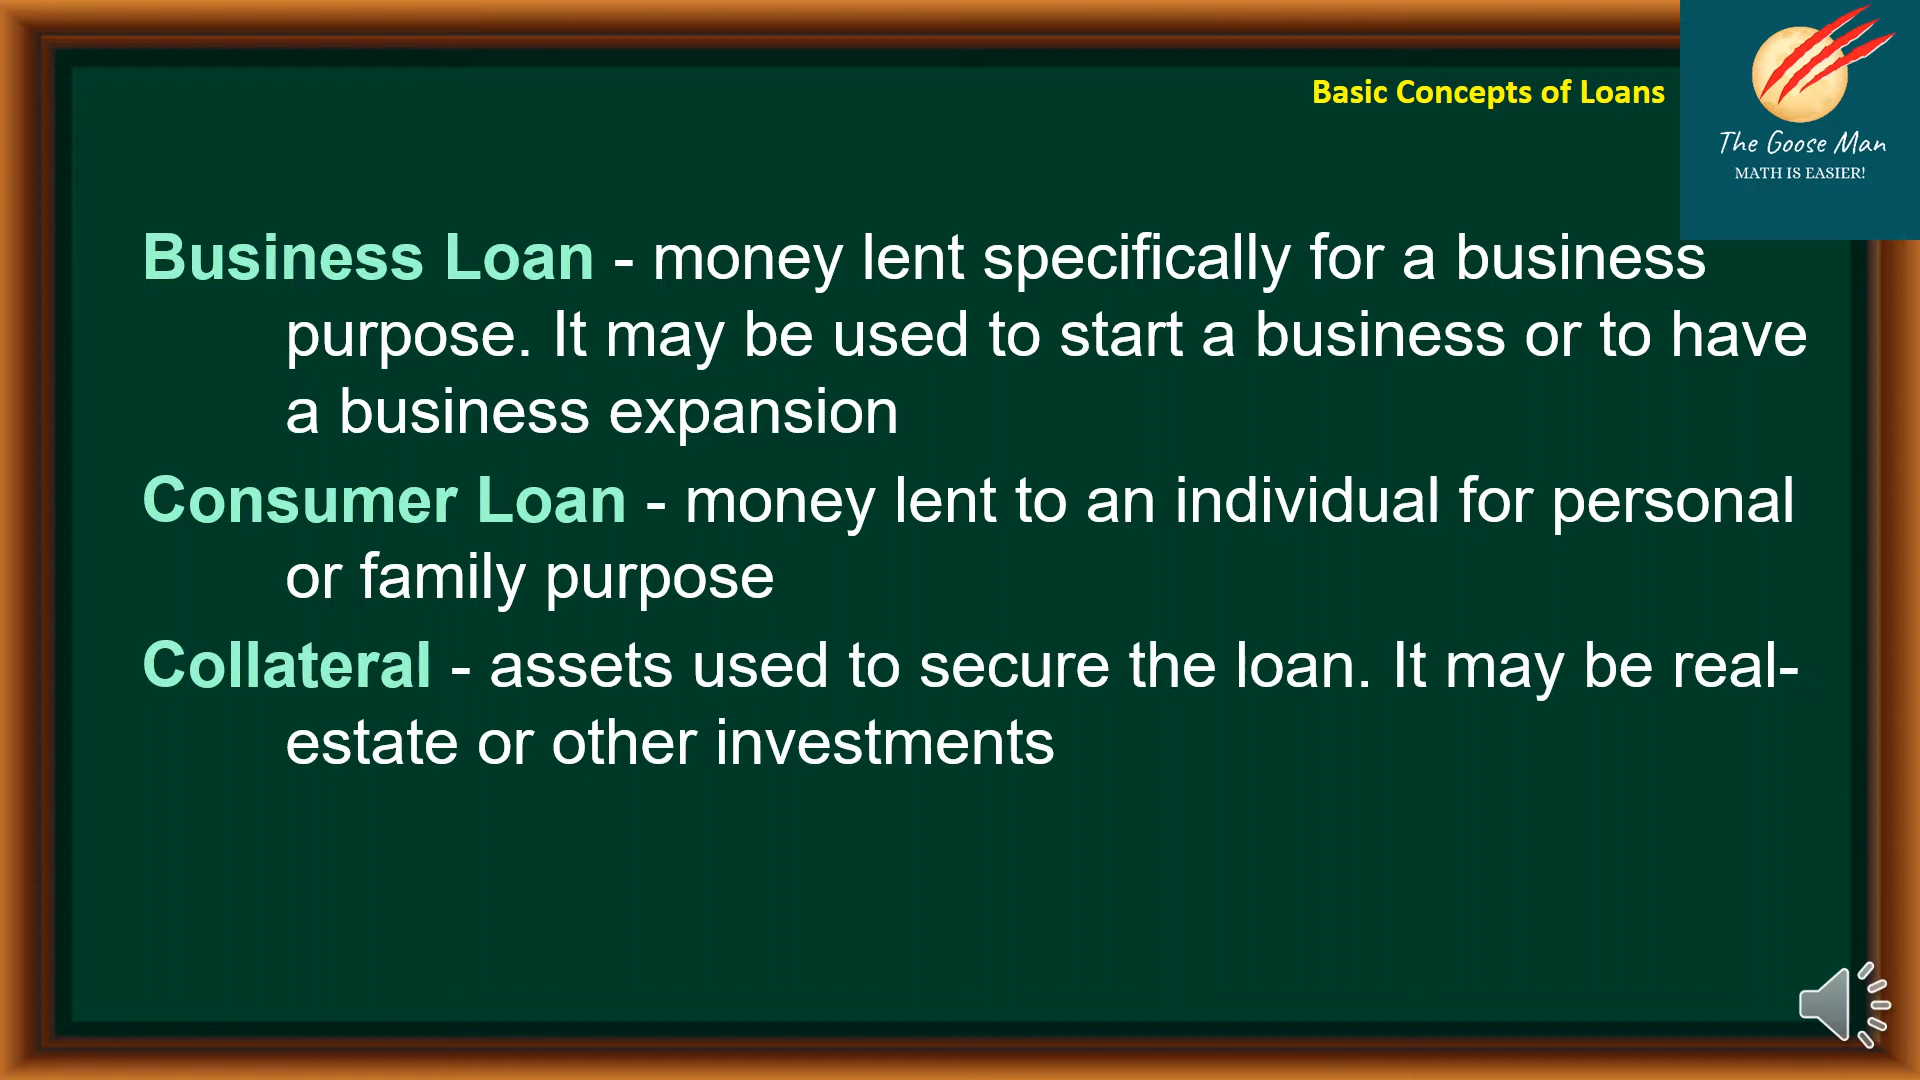 Basic Concepts of Loans
The Goose Man
MATH IS EASIER!
Business Loan - money lent specifically for a business
purpose. It may be used to start a business or to have
a business expansion
Consumer Loan - money lent to an individual for personal
or family purpose
Collateral - assets used to secure the loan. It may be real-
estate or other investments